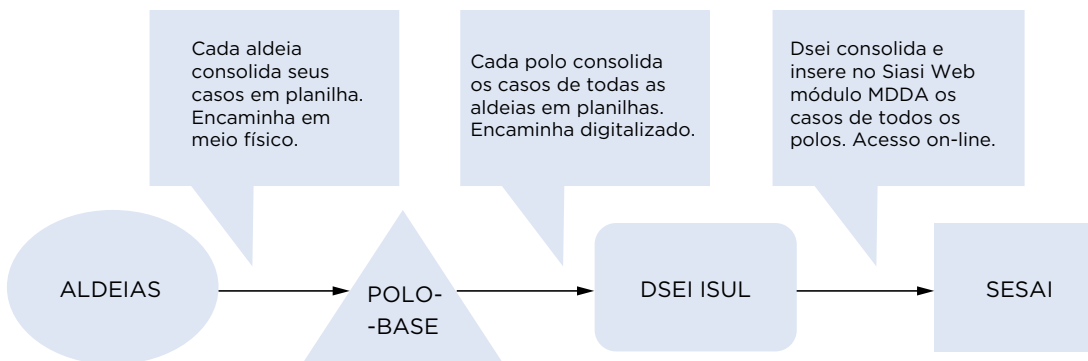 Cada aldeia
consolida seus
casos em planilha.
Encaminha em
meio físico.
Cada polo consolida
os casos de todas as
aldeias em planilhas.
Encaminha digitalizado.
Dsei consolida e
insere no Siasi Web
módulo MDDA os
casos de todos os
polos. Acesso on-line.
ALDEIAS
POLO-
-BASE
DSEI ISUL
SESAI